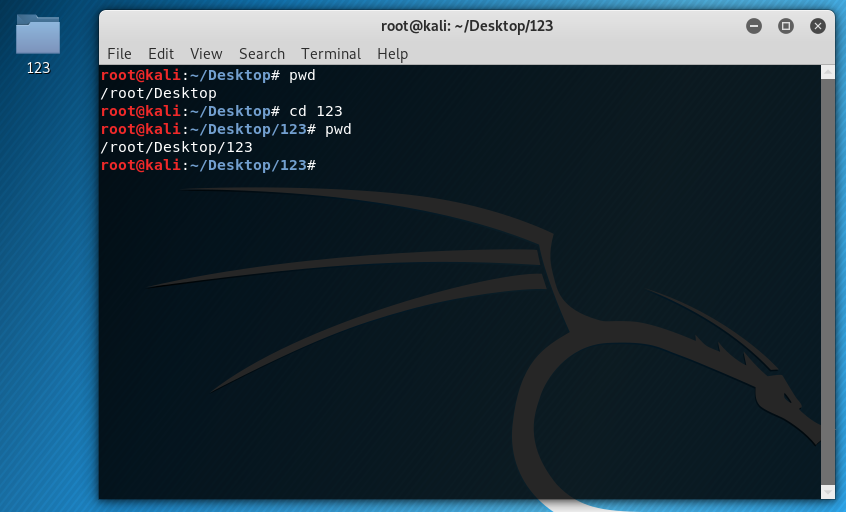 123
root@kali: ~/Desktop/123
File Edit View Search Terminal Help
root@kali:~/Desktop# pwd
/root/Desktop
root@kali:~/Desktop# cd 123
root@kali:~/Desktop/123# pwd
/root/Desktop/123
root@kali:~/Desktop/123#